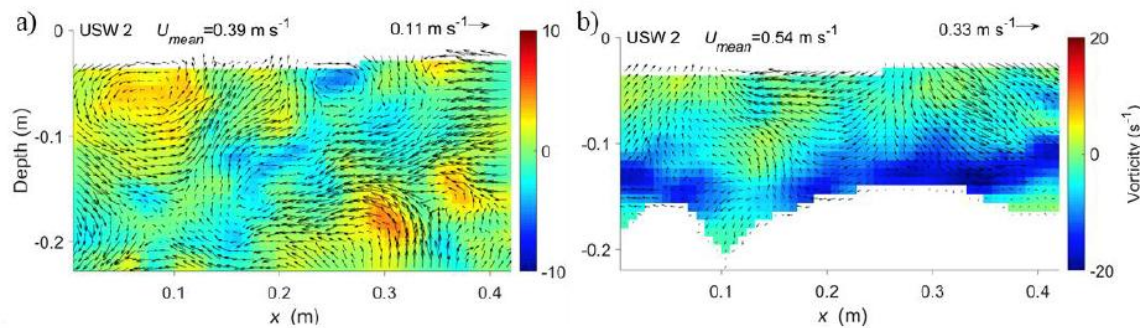 a)
USW 2 U_mean=0.39 m s⁻¹ 0.11 m s⁻¹
0
-0.1
-0.2
Depth (m)
0.1 0.2 0.3 0.4
x (m)
10
0
-10
b)
USW 2 U_mean=0.54 m s⁻¹ 0.33 m s⁻¹
0
-0.1
-0.2
0.1 0.2 0.3 0.4
x (m)
20
10
0
-10
-20
Vorticity (s⁻¹)